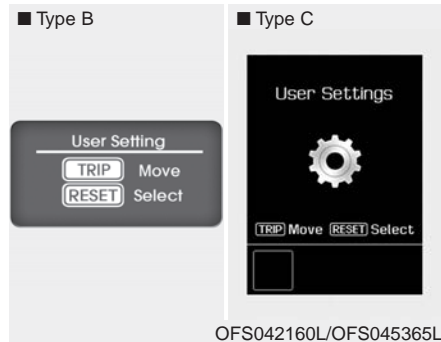 ■ Type B
■ Type C
User Setting
TRIP Move
RESET Select
User Settings
TRIP Move RESET Select
OFS042160L/OFS045365L